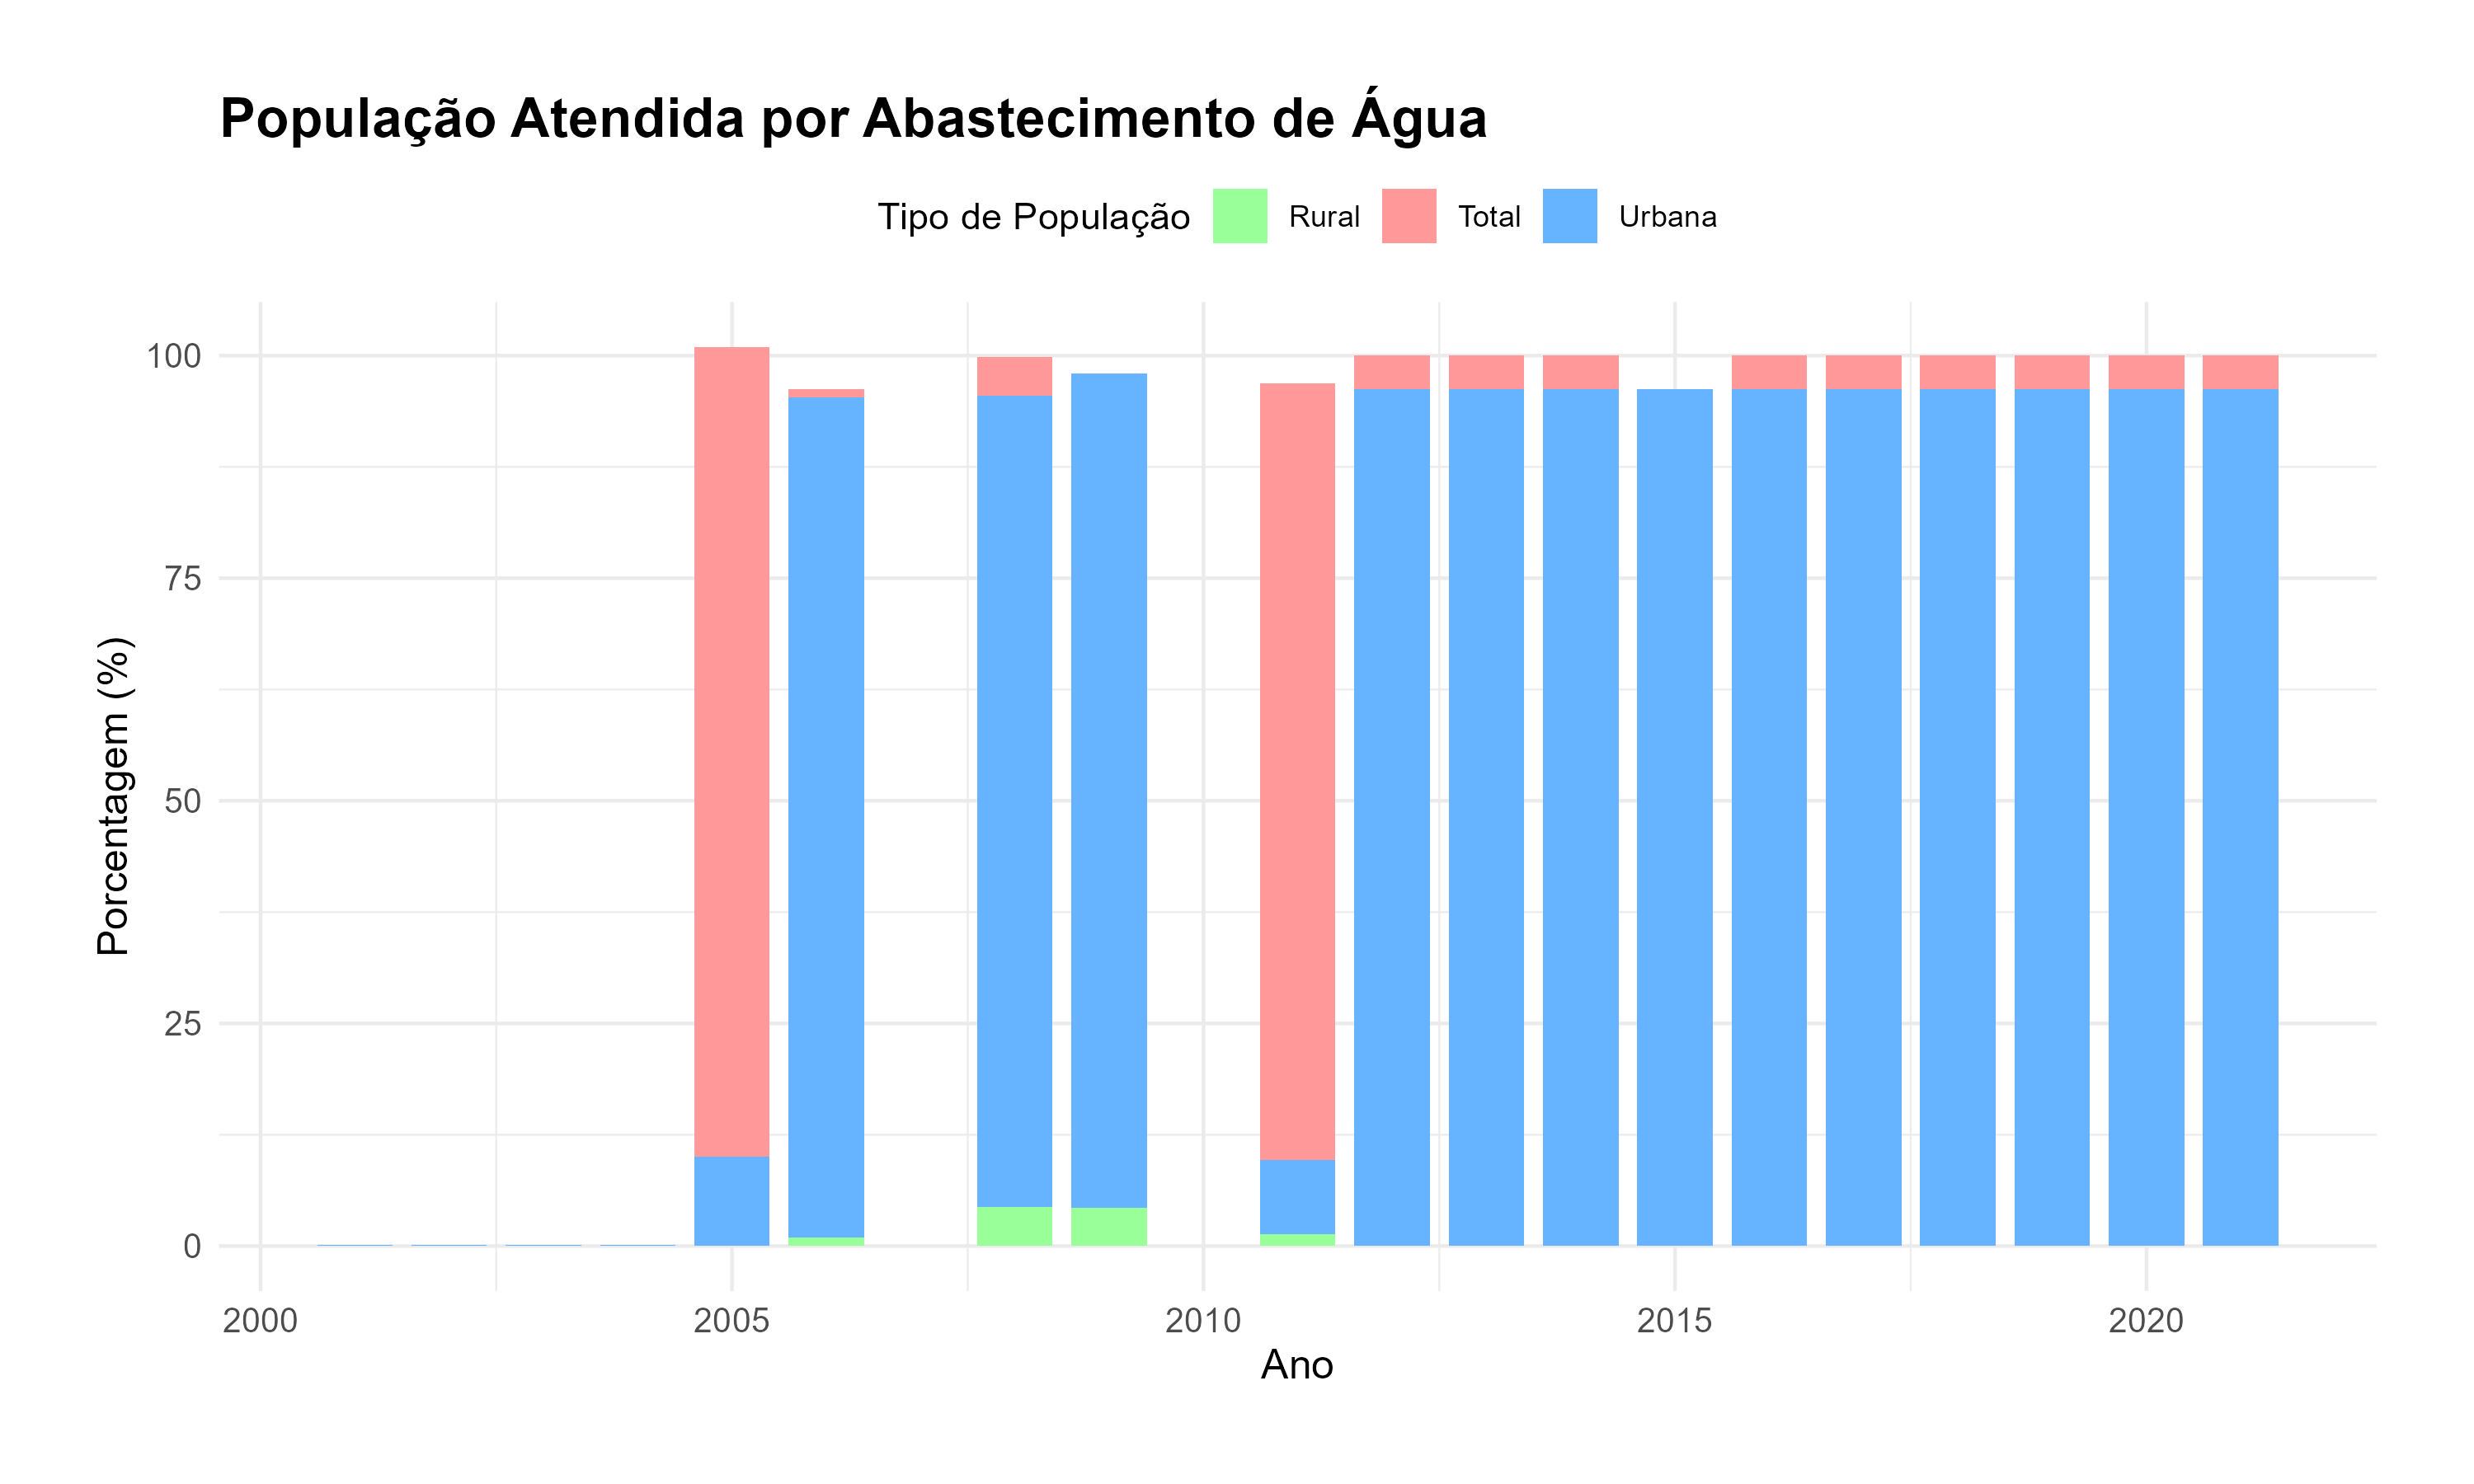 População Atendida por Abastecimento de Água
Tipo de População Rural Total Urbana
Porcentagem (%)
100
75
50
25
0
2000 2005 2010 2015 2020
Ano